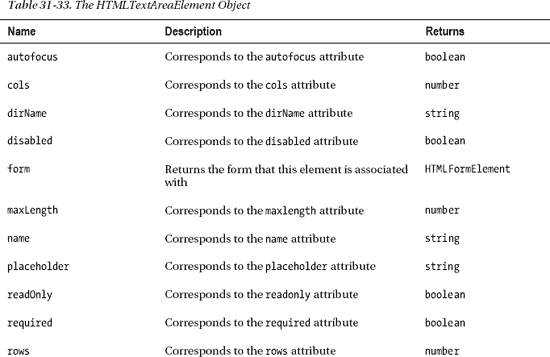 Table 31-33. The HTMLTextAreaElement Object
Name Description Returns
autofocus Corresponds to the autofocus attribute boolean
cols Corresponds to the cols attribute number
dirName Corresponds to the dirName attribute string
disabled Corresponds to the disabled attribute boolean
form Returns the form that this element is associated HTMLFormElement
with
maxLength Corresponds to the maxlength attribute number
name Corresponds to the name attribute string
placeholder Corresponds to the placeholder attribute string
readOnly Corresponds to the readonly attribute boolean
required Corresponds to the required attribute boolean
rows Corresponds to the rows attribute number